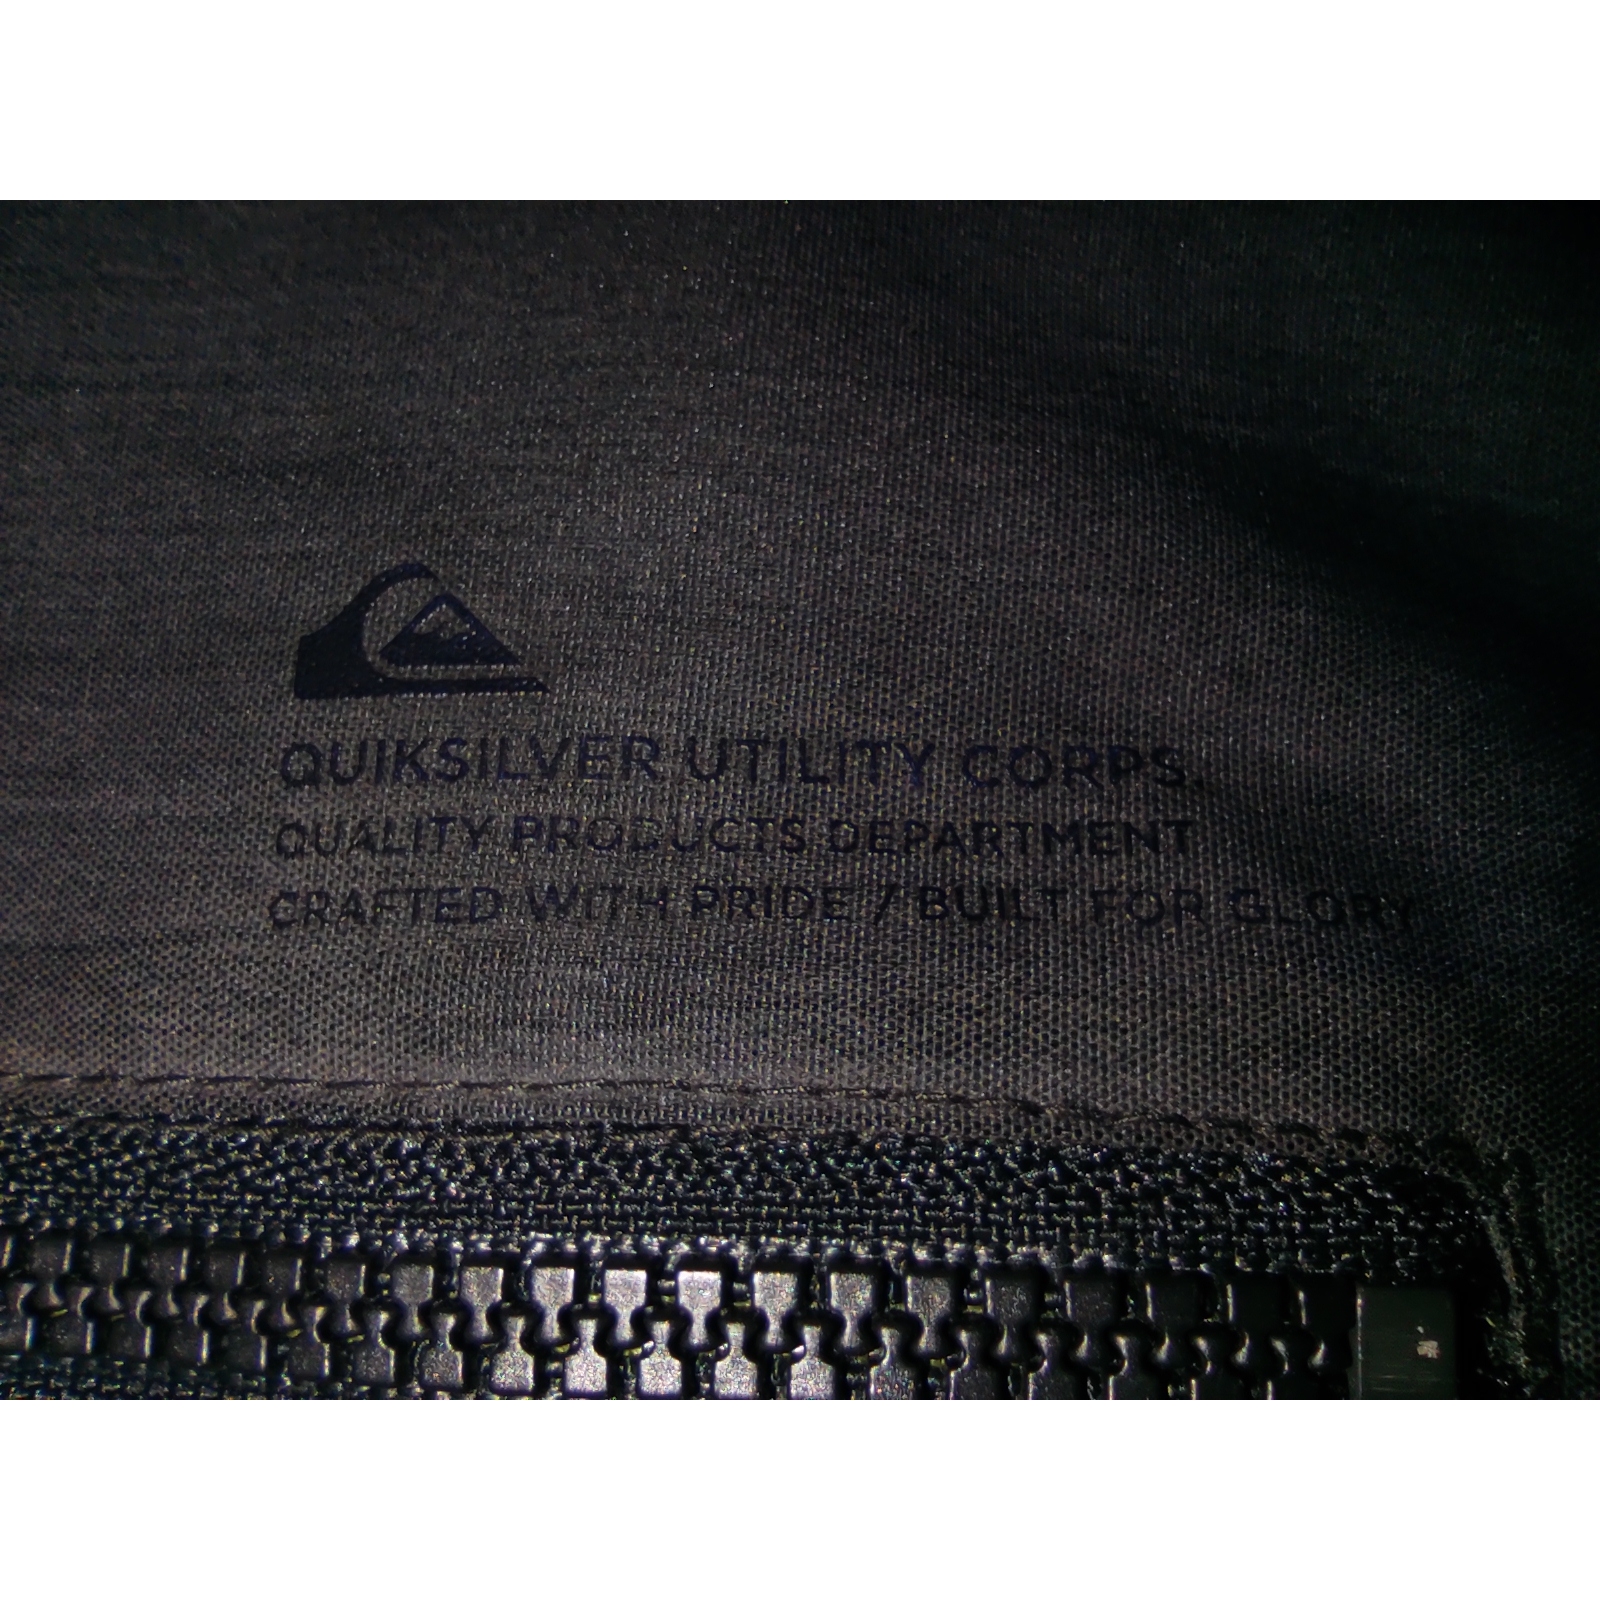 QUIKSILVER UTILITY CORPS.
QUALITY PRODUCTS DEPARTMENT
CRAFTED WITH PRIDE / BUILT FOR GLORY